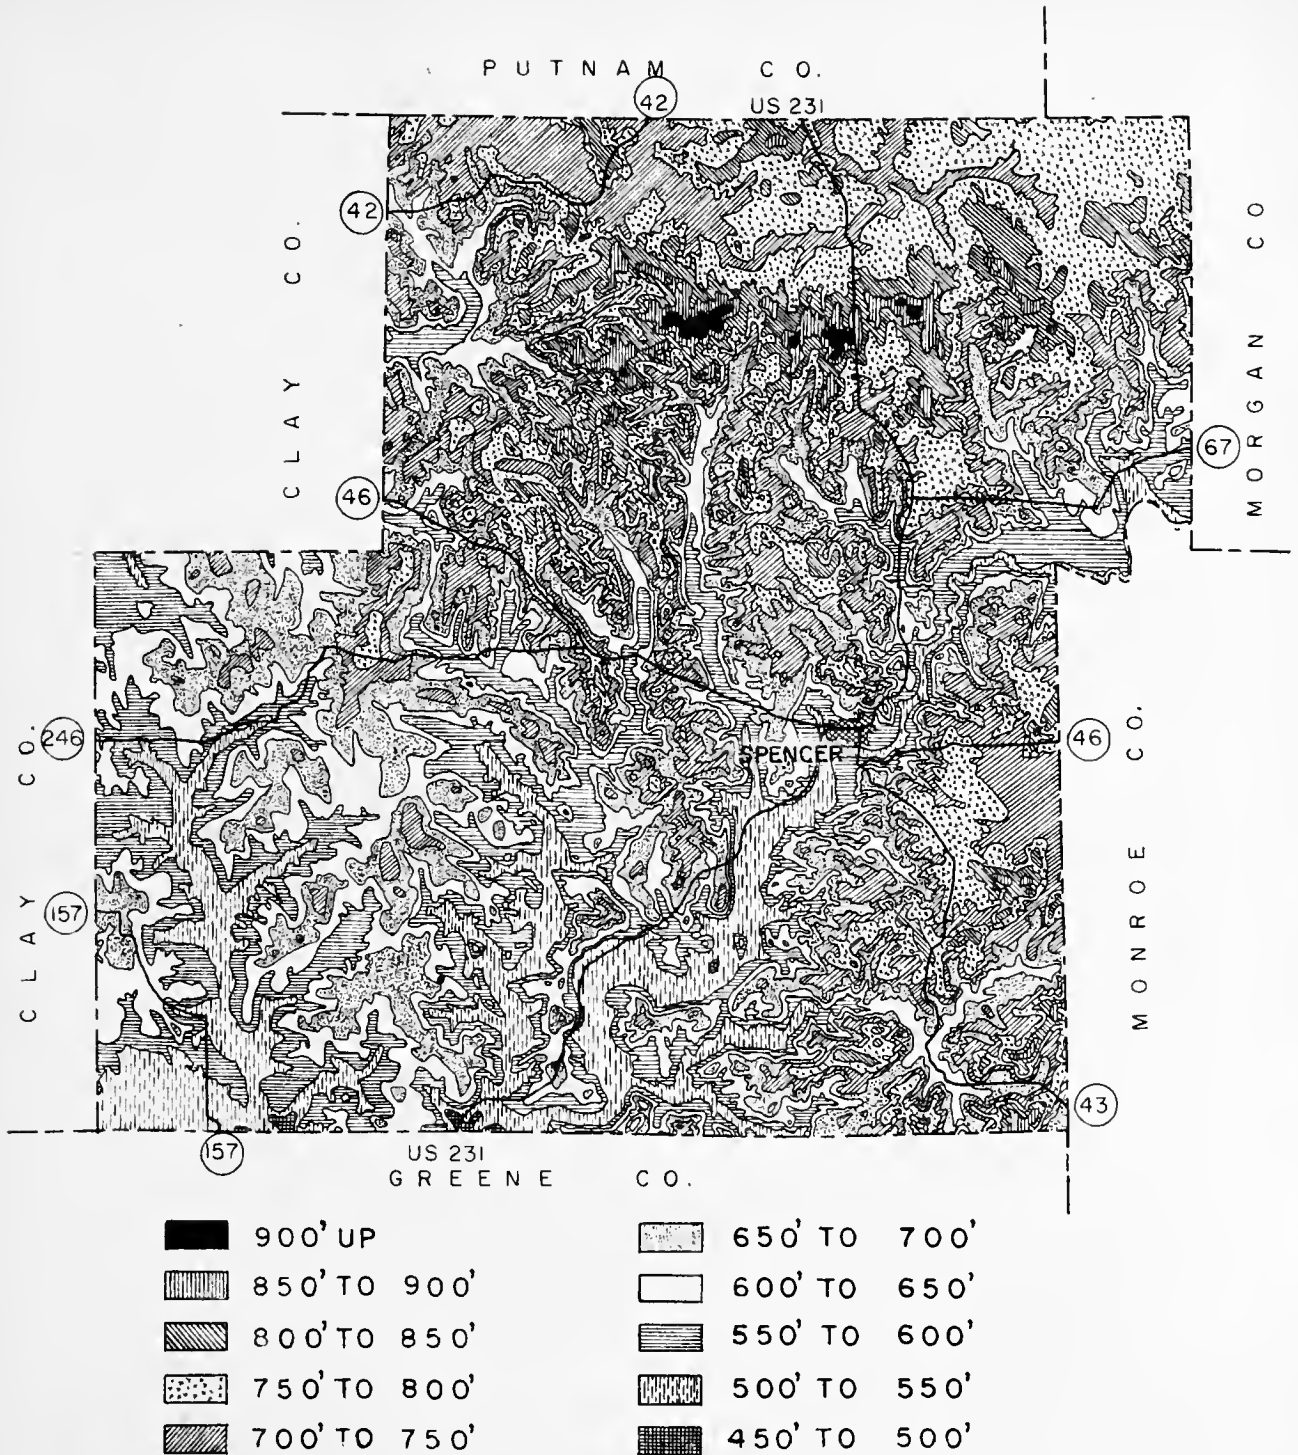 PUTNAM CO.
42
US 231
42
CLAY CO.
MORGAN CO
67
46
246
SPENCER
46
CLAY CO.
157
MONROE CO.
43
157
US 231
GREENE CO.
900' UP
850' TO 900'
800' TO 850'
750' TO 800'
700' TO 750'
650' TO 700'
600' TO 650'
550' TO 600'
500' TO 550'
450' TO 500'